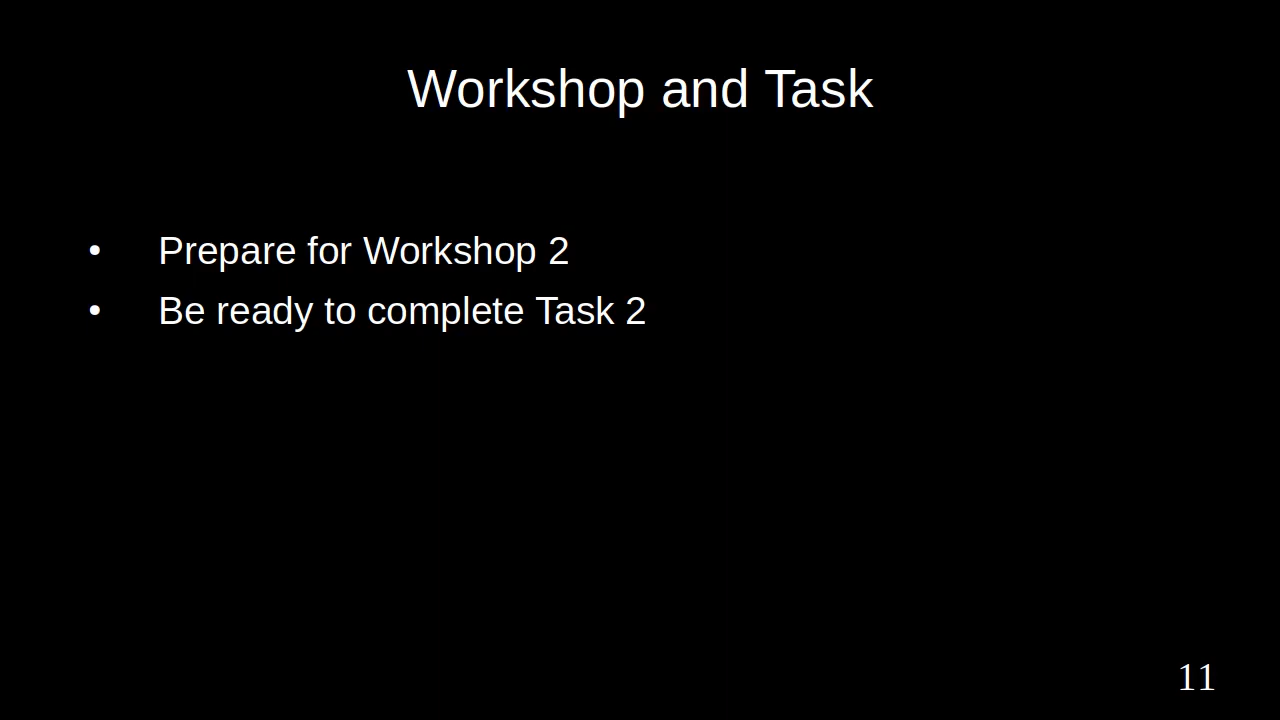 Workshop and Task
• Prepare for Workshop 2
• Be ready to complete Task 2
11